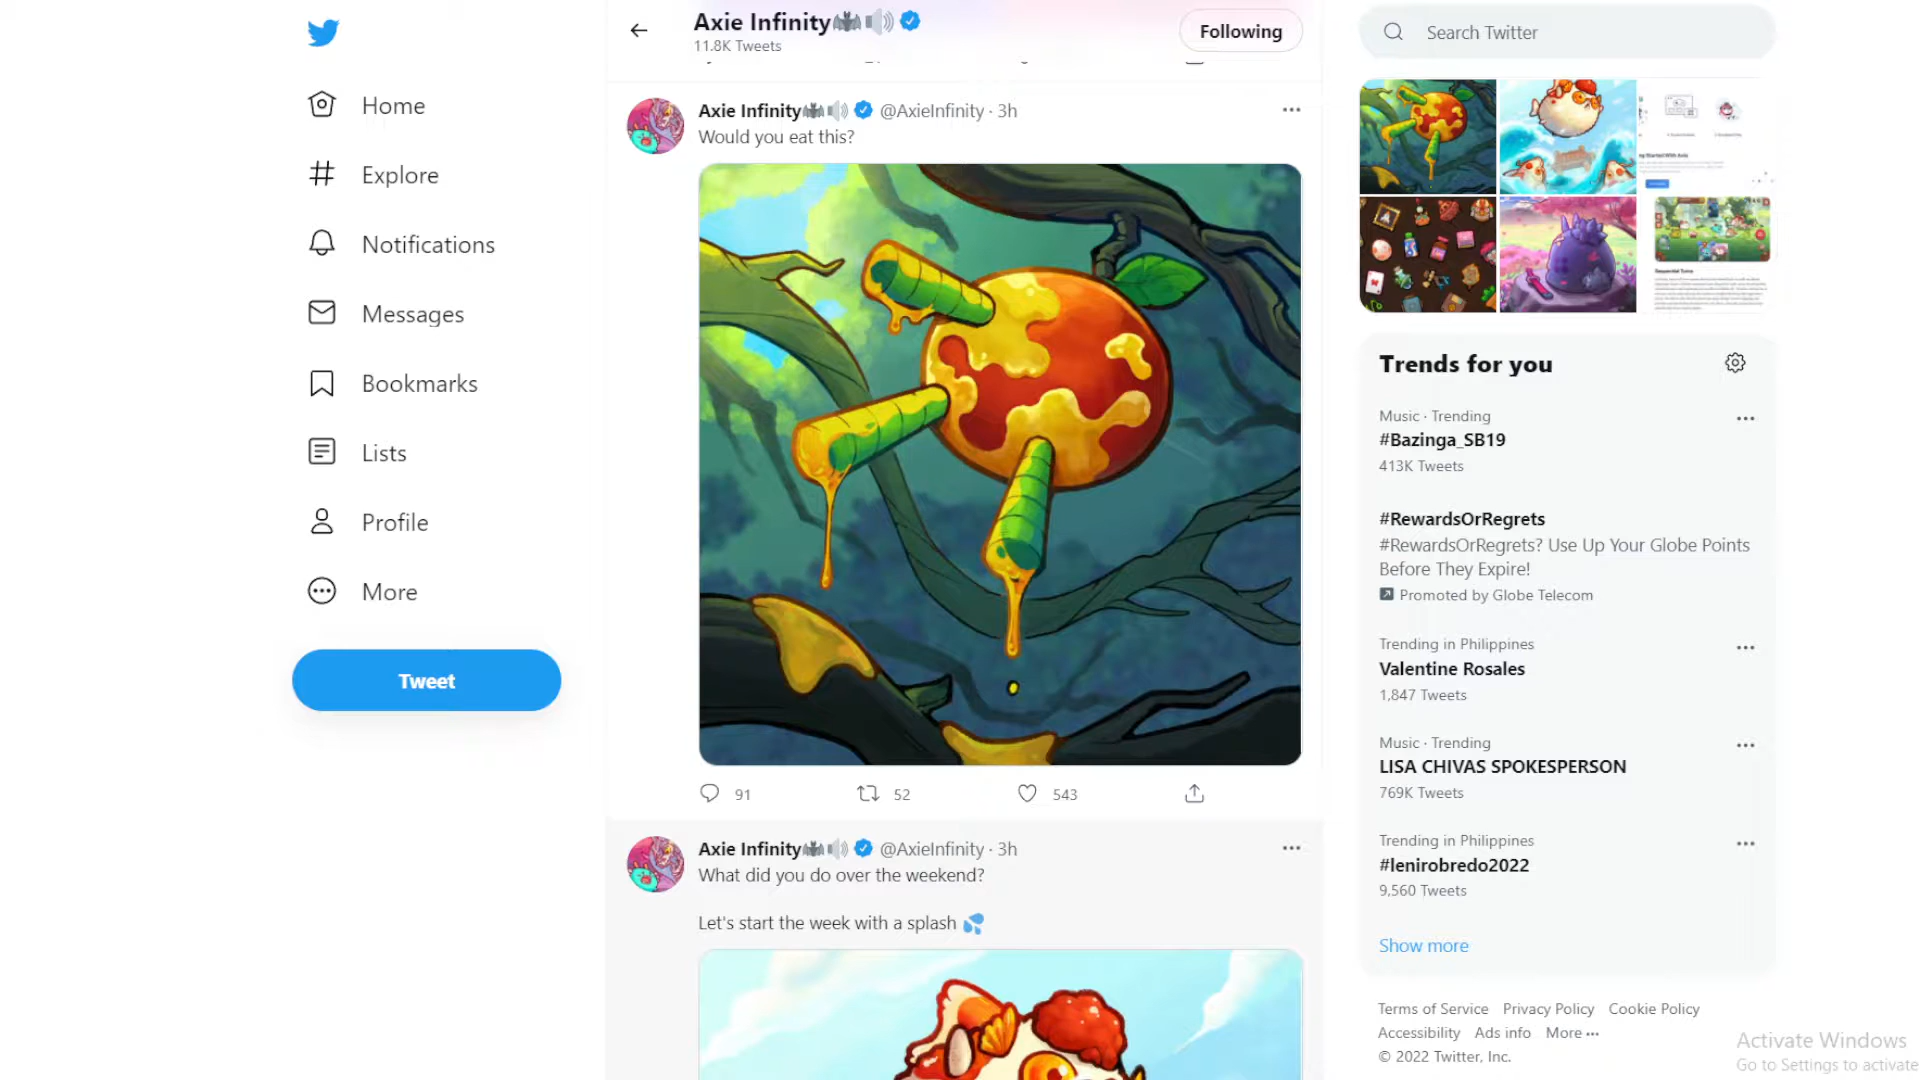 Home
Explore
Notifications
Messages
Bookmarks
Lists
Profile
More
Tweet
Axie Infinity
11.8K Tweets
Following
Axie Infinity @AxieInfinity · 3h
Would you eat this?
91 52 543
Axie Infinity @AxieInfinity · 3h
What did you do over the weekend?
Let's start the week with a splash
Search Twitter
Trends for you
Music · Trending
#Bazinga_SB19
413K Tweets
#RewardsOrRegrets
#RewardsOrRegrets? Use Up Your Globe Points
Before They Expire!
Promoted by Globe Telecom
Trending in Philippines
Valentine Rosales
1,847 Tweets
Music · Trending
LISA CHIVAS SPOKESPERSON
769K Tweets
Trending in Philippines
#lenirobredo2022
9,560 Tweets
Show more
Terms of Service Privacy Policy Cookie Policy
Accessibility Ads info More ···
© 2022 Twitter, Inc.
Activate Windows
Go to Settings to activate